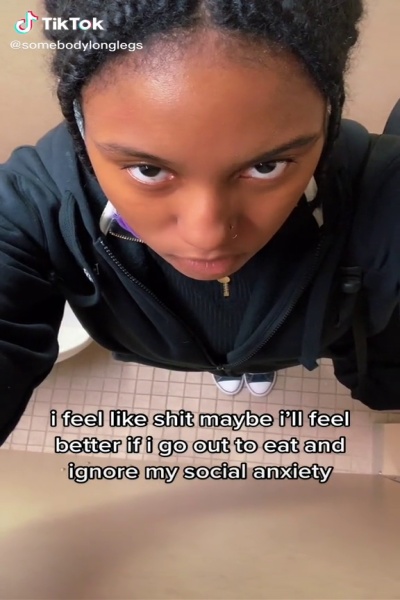 TikTok
@somebodylonglegs
i feel like shit maybe i'll feel
better if i go out to eat and
ignore my social anxiety